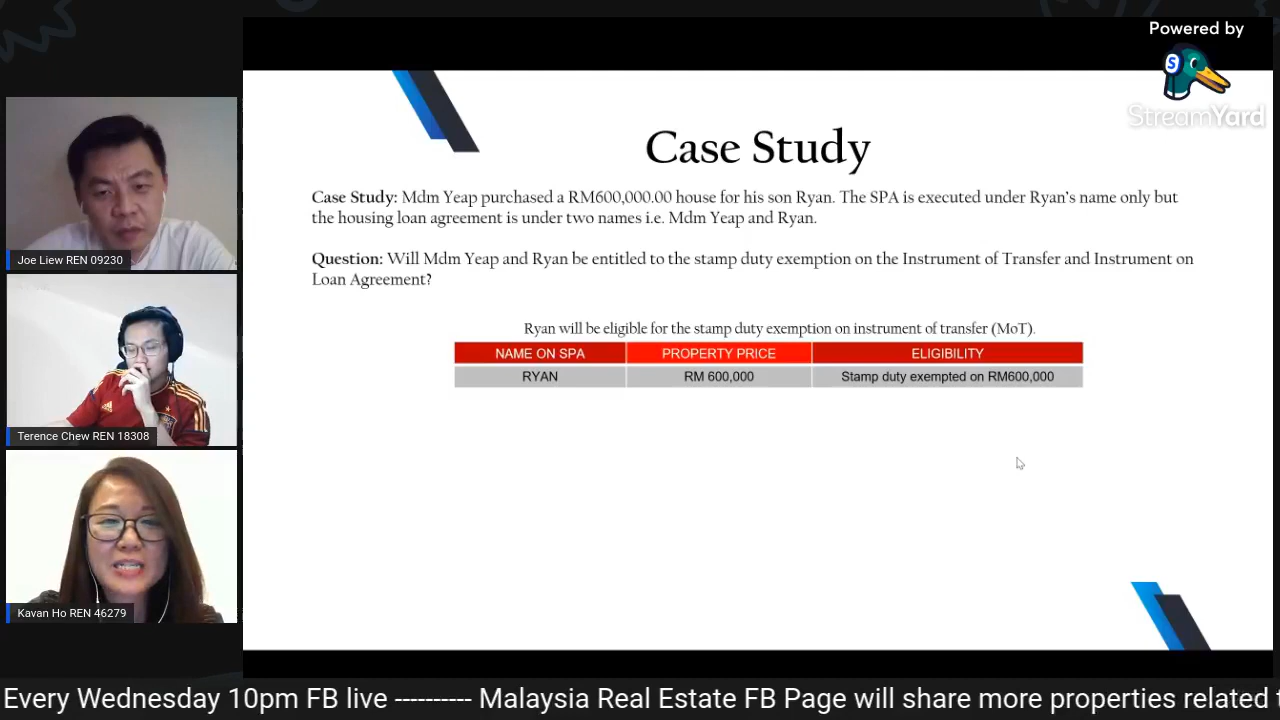 Powered by
StreamYard
Case Study
Case Study: Mdm Yeap purchased a RM600,000.00 house for his son Ryan. The SPA is executed under Ryan's name only but
the housing loan agreement is under two names i.e. Mdm Yeap and Ryan.
Question: Will Mdm Yeap and Ryan be entitled to the stamp duty exemption on the Instrument of Transfer and Instrument on
Loan Agreement?
Ryan will be eligible for the stamp duty exemption on instrument of transfer (MoT).
NAME ON SPA PROPERTY PRICE ELIGIBILITY
RYAN RM 600,000 Stamp duty exempted on RM600,000
Joe Liew REN 09230
Terence Chew REN 18308
Kavan Ho REN 46279
Every Wednesday 10pm FB live ---------- Malaysia Real Estate FB Page will share more properties related